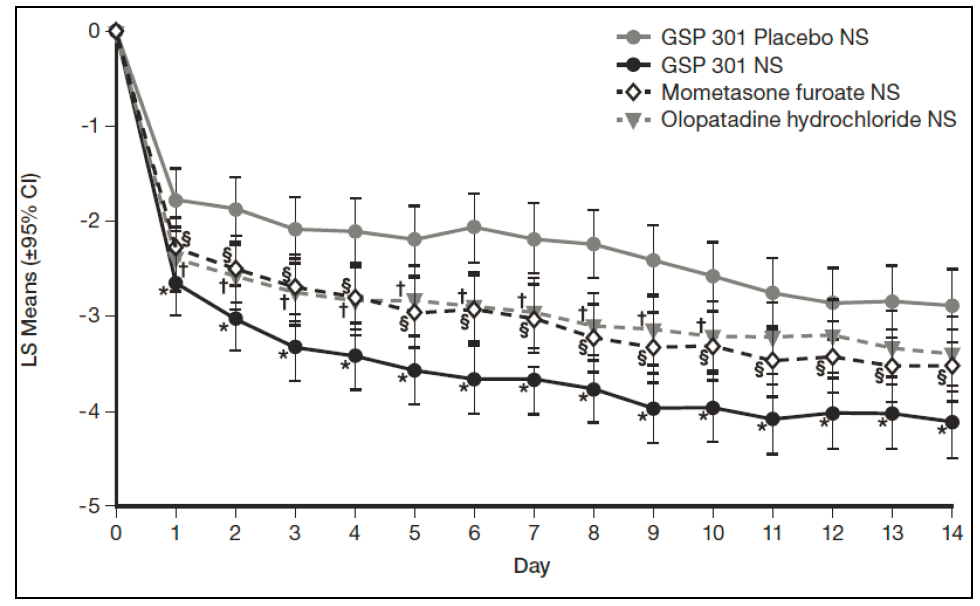 GSP 301 Placebo NS
GSP 301 NS
Mometasone furoate NS
Olopatadine hydrochloride NS
LS Means (±95% CI)
0
-1
-2
-3
-4
-5
§ § § § † † † † † †
† † † † § § § § § § § § § §
* * * * * * * * * * * * * *
0 1 2 3 4 5 6 7 8 9 10 11 12 13 14
Day